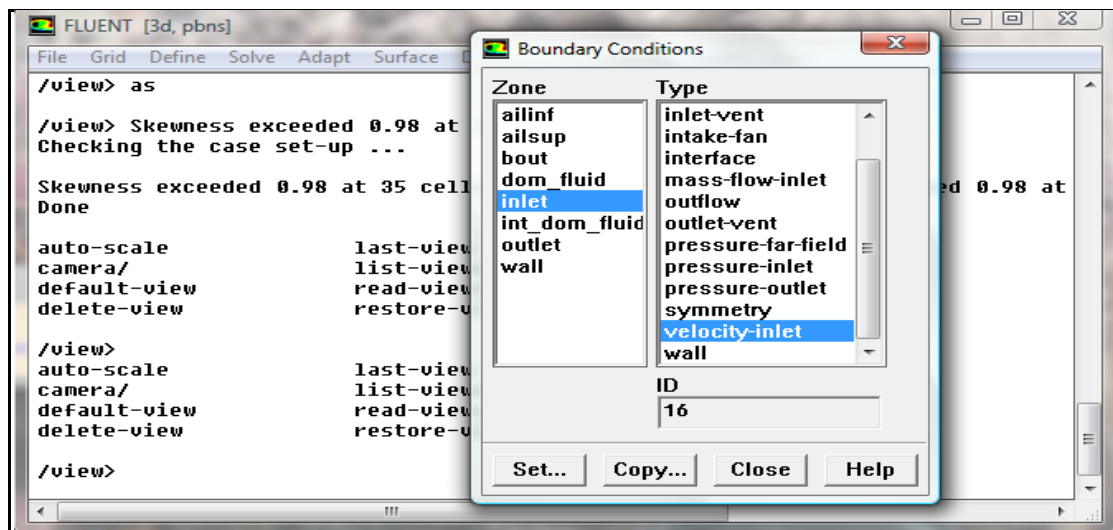 FLUENT [3d, pbns]
File Grid Define Solve Adapt Surface
/view> as
/view> Skewness exceeded 0.98 at
Checking the case set-up ...
Skewness exceeded 0.98 at 35 cell
0.98 at
Done
auto-scale last-view
camera/ list-view
default-view read-view
delete-view restore-v
/view>
auto-scale last-view
camera/ list-view
default-view read-view
delete-view restore-v
/view>
Boundary Conditions
Zone
ailinf
ailsup
bout
dom_fluid
inlet
int_dom_fluid
outlet
wall
Type
inlet-vent
intake-fan
interface
mass-flow-inlet
outflow
outlet-vent
pressure-far-field
pressure-inlet
pressure-outlet
symmetry
velocity-inlet
wall
ID
16
Set... Copy... Close Help